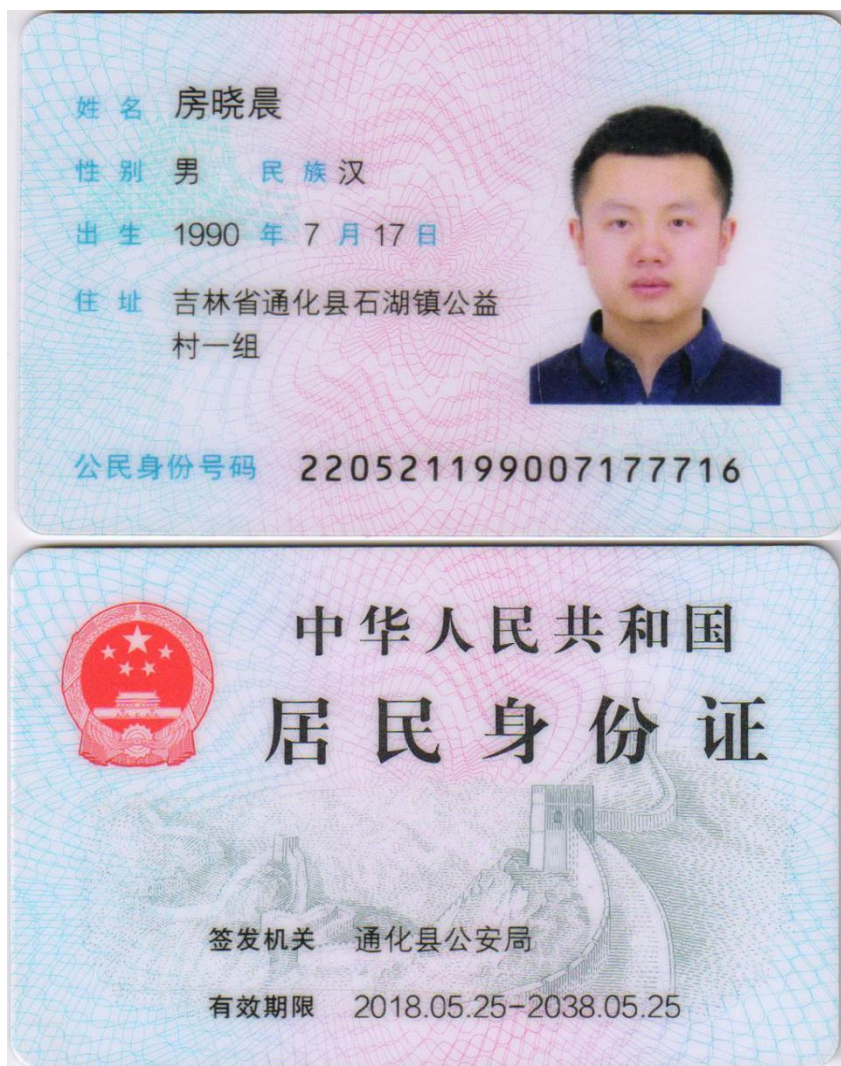 姓名 房晓晨
性别 男 民族 汉
出生 1990 年 7 月 17 日
住址 吉林省通化县石湖镇公益
村一组
公民身份号码 220521199007177716
中华人民共和国
居民身份证
签发机关 通化县公安局
有效期限 2018.05.25-2038.05.25